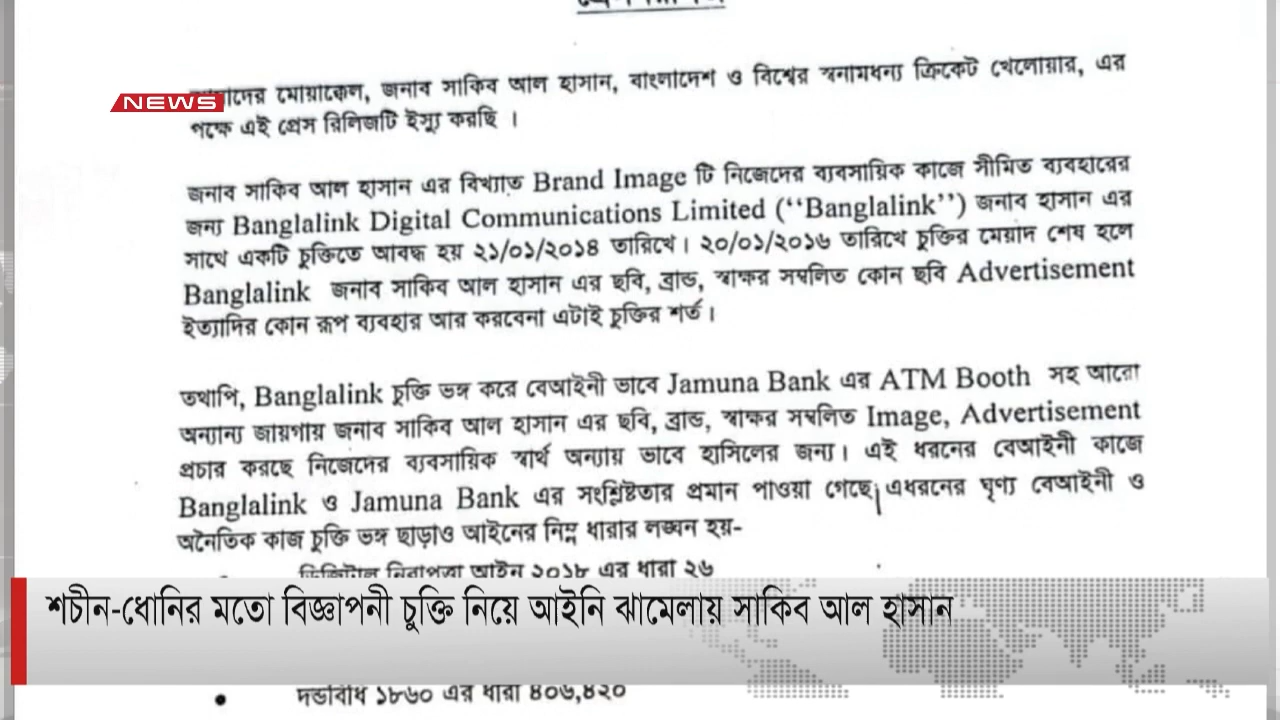 আমাদের মোয়াক্কেল, জনাব সাকিব আল হাসান, বাংলাদেশ ও বিশ্বের স্বনামধন্য ক্রিকেট খেলোয়ার, এর
NEWS
পক্ষে এই প্রেস রিলিজটি ইস্যু করছি ।
জনাব সাকিব আল হাসান এর বিখ্যাত Brand Image টি নিজেদের ব্যবসায়িক কাজে সীমিত ব্যবহারের
জন্য Banglalink Digital Communications Limited (‘‘Banglalink’’) জনাব হাসান এর
সাথে একটি চুক্তিতে আবদ্ধ হয় ২১/০১/২০১৪ তারিখে। ২০/০১/২০১৬ তারিখে চুক্তির মেয়াদ শেষ হলে
Banglalink জনাব সাকিব আল হাসান এর ছবি, ব্রান্ড, স্বাক্ষর সম্বলিত কোন ছবি Advertisement
ইত্যাদির কোন রূপ ব্যবহার আর করবেনা এটাই চুক্তির শর্ত।
তথাপি, Banglalink চুক্তি ভঙ্গ করে বেআইনী ভাবে Jamuna Bank এর ATM Booth সহ আরো
অন্যান্য জায়গায় জনাব সাকিব আল হাসান এর ছবি, ব্রান্ড, স্বাক্ষর সম্বলিত Image, Advertisement
প্রচার করছে নিজেদের ব্যবসায়িক স্বার্থ অন্যায় ভাবে হাসিলের জন্য। এই ধরনের বেআইনী কাজে
Banglalink ও Jamuna Bank এর সংশ্লিষ্টতার প্রমান পাওয়া গেছে। এধরনের ঘৃণ্য বেআইনী ও
অনৈতিক কাজ চুক্তি ভঙ্গ ছাড়াও আইনের নিম্ন ধারার লঙ্ঘন হয়-
ডিজিটাল নিরাপত্তা আইন ২০১৮ এর ধারা ২৬
শচীন-ধোনির মতো বিজ্ঞাপনী চুক্তি নিয়ে আইনি ঝামেলায় সাকিব আল হাসান
• দন্ডবিধি ১৮৬০ এর ধারা ৪০৬,৪২০